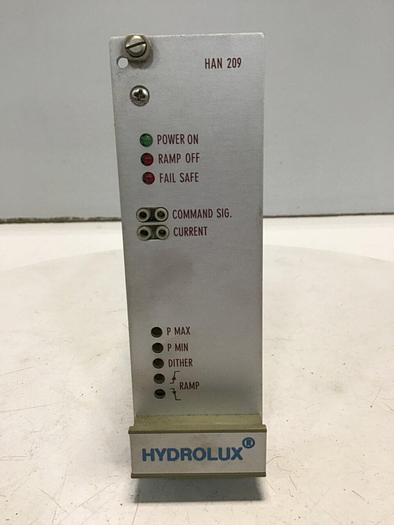 HAN 209
POWER ON
RAMP OFF
FAIL SAFE
COMMAND SIG.
CURRENT
P MAX
P MIN
DITHER
RAMP
HYDROLUX®